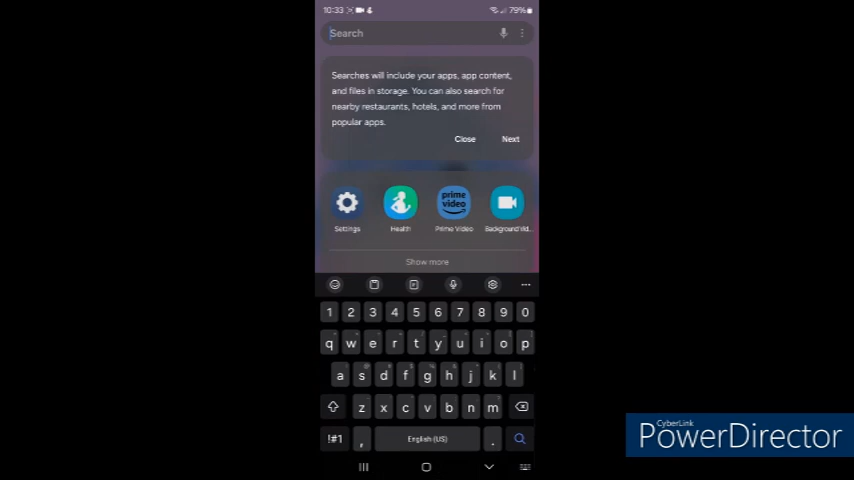 10:33
79%
Search
Searches will include your apps, app content,
and files in storage. You can also search for
nearby restaurants, hotels, and more from
popular apps.
Close Next
prime
video
Settings Health Prime Video Background Vid...
Show more
1 2 3 4 5 6 7 8 9 0
q w e r t y u i o p
a s d f g h j k l
z x c v b n m
!#1 , English (US) .
CyberLink
PowerDirector